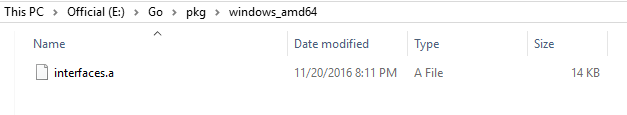 This PC > Official (E:) > Go > pkg > windows_amd64
Name Date modified Type Size
interfaces.a 11/20/2016 8:11 PM A File 14 KB